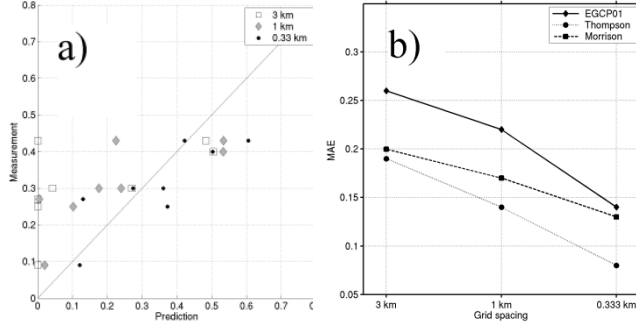 a)
3 km
1 km
0.33 km
0.8
0.7
0.6
0.5
0.4
0.3
0.2
0.1
0
Measurement
0 0.1 0.2 0.3 0.4 0.5 0.6 0.7
Prediction
b)
EGCP01
Thompson
Morrison
0.3
0.25
0.2
0.15
0.1
0.05
MAE
3 km 1 km 0.333 km
Grid spacing